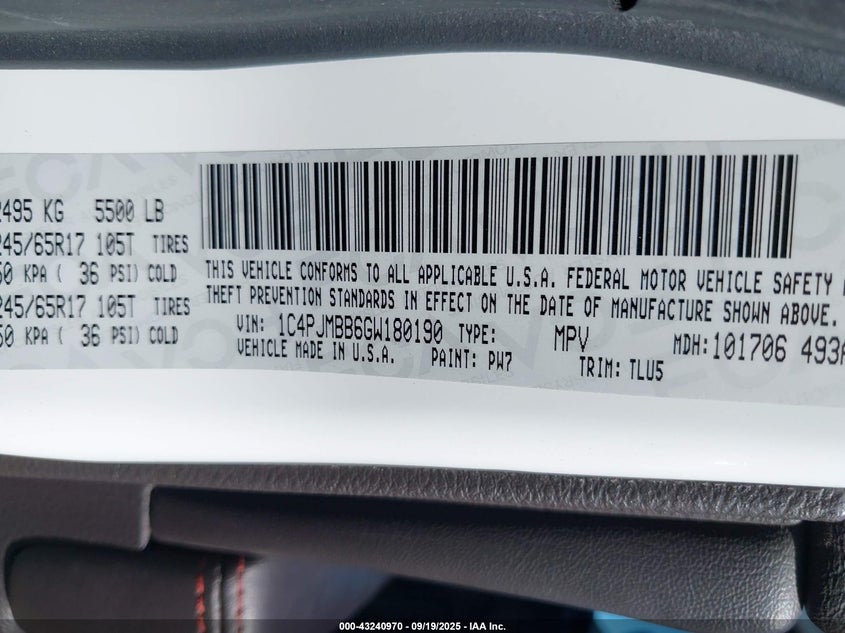 2495 KG 5500 LB
245/65R17 105T TIRES
50 KPA ( 36 PSI) COLD
245/65R17 105T TIRES
50 KPA ( 36 PSI) COLD
THIS VEHICLE CONFORMS TO ALL APPLICABLE U.S.A. FEDERAL MOTOR VEHICLE SAFETY
THEFT PREVENTION STANDARDS IN EFFECT ON THE DATE OF MANUFACTURE SHOWN ABOVE.
VIN: 1C4PJMBB6GW180190 TYPE: MPV MDH: 101706 493
VEHICLE MADE IN U.S.A. PAINT: PW7 TRIM: TLU5
000-43240970 - 09/19/2025 - IAA Inc.